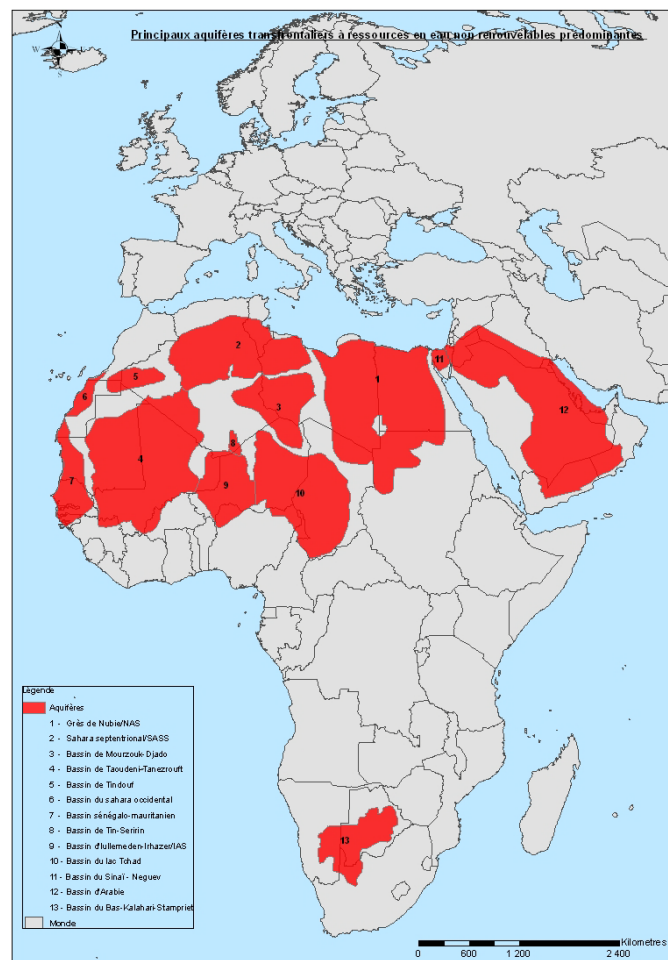 Principaux aquifères transfrontaliers à ressources en eau non renouvelables prédominantes
W
S
2
1
11
5
6
3
12
8
4
7
9
10
13
Légende
Aquifères
1 - Grès de Nubie/NAS
2 - Sahara septentrional/SASS
3 - Bassin de Mourzouk-Djado
4 - Bassin de Taoudeni-Tanezrouft
5 - Bassin de Tindouf
6 - Bassin du sahara occidental
7 - Bassin sénégalo-mauritanien
8 - Bassin de Tin-Seririn
9 - Bassin d'Iullemeden-Irhazer/IAS
10 - Bassin du lac Tchad
11 - Bassin du Sinaï - Neguev
12 - Bassin d'Arabie
13 - Bassin du Bas-Kalahari-Stampriet
Monde
Kilometres
0 600 1 200 2 400